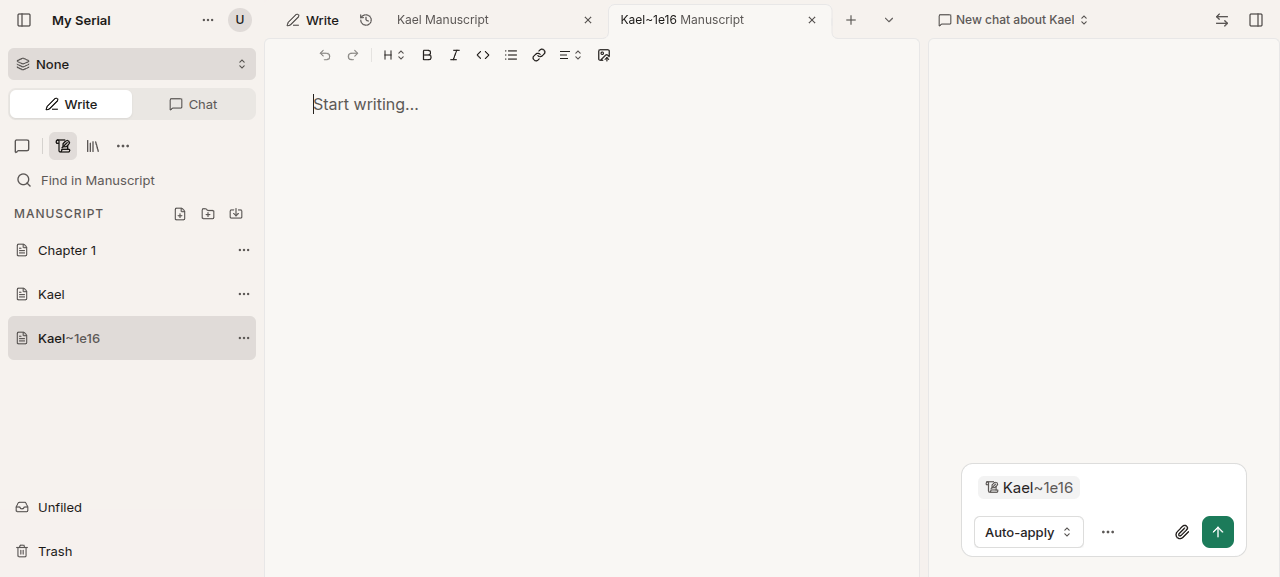 My Serial
U
Write
Kael Manuscript
Kael~1e16 Manuscript
New chat about Kael
None
H
B
I
Write
Chat
Start writing...
Find in Manuscript
MANUSCRIPT
Chapter 1
Kael
Kael~1e16
Unfiled
Trash
Kael~1e16
Auto-apply